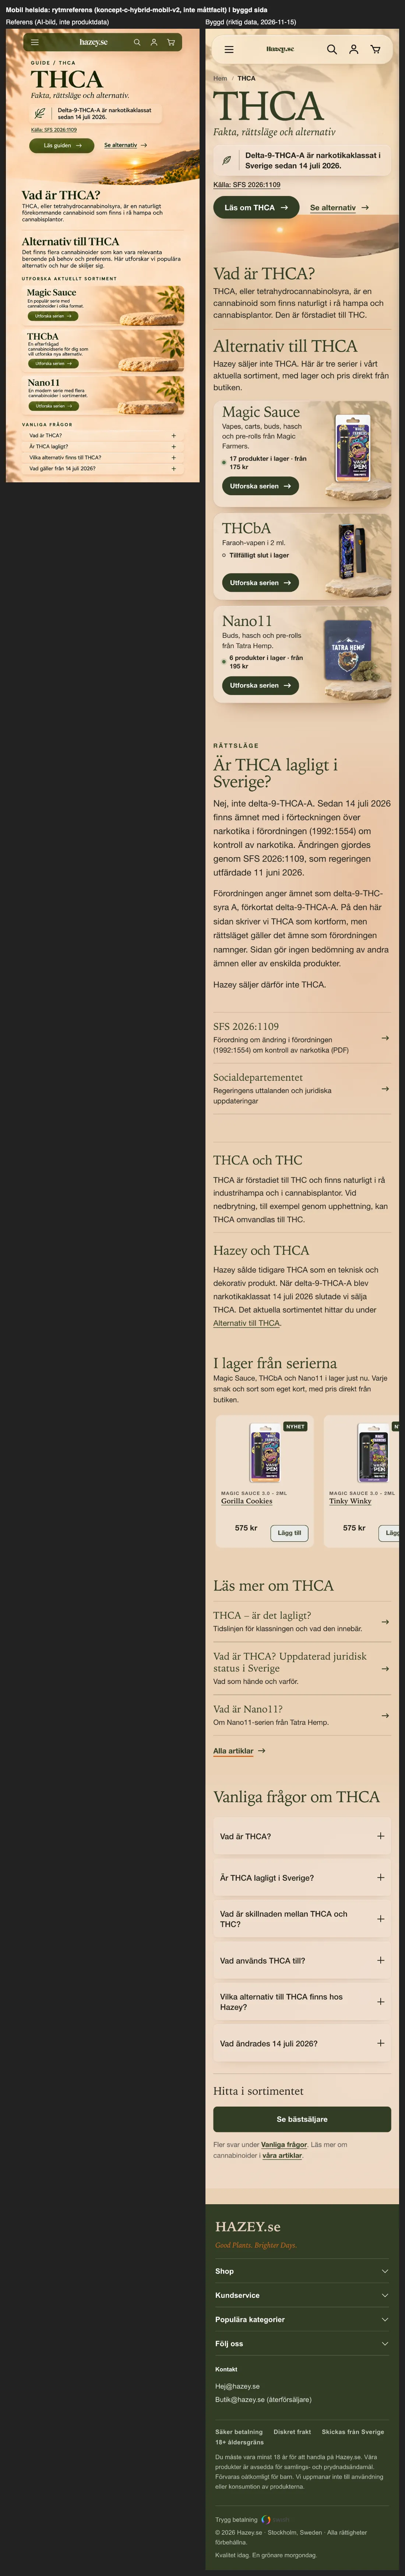 Mobil helsida: rytmreferens (koncept-c-hybrid-mobil-v2, inte måttfacit) I byggd sida
Referens (AI-bild, inte produktdata)
Byggd (riktig data, 2026-11-15)
hazey.se
GUIDE / THCA
THCA
Fakta, rättsläge och alternativ.
Delta-9-THCA-A är narkotikaklassat
sedan 14 juli 2026.
Källa: SFS 2026:1109
Läs guiden
Se alternativ
Vad är THCA?
THCA, eller tetrahydrocannabinolsyra, är en naturligt
förekommande cannabinoid som finns i rå hampa och
cannabisplantor.
Alternativ till THCA
Det finns flera cannabinoider som kan vara relevanta
beroende på behov och preferens. Här utforskar vi populära
alternativ och hur de skiljer sig.
UTFORSKA AKTUELLT SORTIMENT
Magic Sauce
En populär serie med
cannabinoider i olika format.
Utforska serien
THCbA
En efterfrågad
cannabinoidserie för dig som
vill utforska nya alternativ.
Utforska serien
Nano11
En modern serie med flera
cannabinoider i sortimentet.
Utforska serien
VANLIGA FRÅGOR
Vad är THCA?
Är THCA lagligt?
Vilka alternativ finns till THCA?
Vad gäller från 14 juli 2026?
Hazey.se
Hem
THCA
THCA
Fakta, rättsläge och alternativ
Delta-9-THC-A är narkotikaklassat i
Sverige sedan 14 juli 2026.
Källa: SFS 2026:1109
Läs om THCA
Se alternativ
Vad är THCA?
THCA, eller tetrahydrocannabinolsyra, är en
cannabinoid som finns naturligt i rå hampa och
cannabisplantor. Den är förstadiet till THC.
Alternativ till THCA
Hazey säljer inte THCA. Här är tre serier i vårt
aktuella sortiment, med lager och pris direkt från
butiken.
Magic Sauce
Vapes, carts, buds, hasch
och pre-rolls från Magic
Farmers.
17 produkter i lager · från
175 kr
Utforska serien
THCbA
Faraoh-vapen i 2 ml.
Tillfälligt slut i lager
Utforska serien
Nano11
Buds, hasch och pre-rolls
från Tatra Hemp.
6 produkter i lager · från
195 kr
Utforska serien
TATRA HEMP
RÄTTSLÄGE
Är THCA lagligt i
Sverige?
Nej, inte delta-9-THC-A. Sedan 14 juli 2026
finns ämnet med i förteckningen över
narkotika i förordningen (1992:1554) om
kontroll av narkotika. Ändringen gjordes
genom SFS 2026:1109, som regeringen
utfärdade 11 juni 2026.
Förordningen anger ämnet som delta-9-THC-
syra A, förkortat delta-9-THCA-A. På den här
sidan skriver vi THCA som kortform, men
rättsläget gäller det ämne som förordningen
namnger. Sidan gör ingen bedömning av andra
ämnen eller av enskilda produkter.
Hazey säljer därför inte THCA.
SFS 2026:1109
Förordning om ändring i förordningen
(1992:1554) om kontroll av narkotika (PDF)
Socialdepartementet
Regeringens uttalanden och juridiska
uppdateringar
THCA och THC
THCA är förstadiet till THC och finns naturligt i rå
industrihampa och i cannabisplantor. Vid
nedbrytning, till exempel genom upphettning, kan
THCA omvandlas till THC.
Hazey och THCA
Hazey sålde tidigare THCA som en teknisk och
dekorativ produkt. När delta-9-THCA-A blev
narkotikaklassat 14 juli 2026 slutade vi sälja
THCA. Det aktuella sortimentet hittar du under
Alternativ till THCA.
I lager från serierna
Magic Sauce, THCbA och Nano11 i lager just nu. Varje
smak och sort som eget kort, med pris direkt från
butiken.
NYHET
MAGIC SAUCE 3.0 - 2ML
Gorilla Cookies
575 kr
Lägg till
MAGIC SAUCE 3.0 - 2ML
Tinky Winky
575 kr
Läs mer om THCA
THCA – är det lagligt?
Tidslinjen för klassningen och vad den innebär.
Vad är THCA? Uppdaterad juridisk
status i Sverige
Vad som hände och varför.
Vad är Nano11?
Om Nano11-serien från Tatra Hemp.
Alla artiklar
Vanliga frågor om THCA
Vad är THCA?
Är THCA lagligt i Sverige?
Vad är skillnaden mellan THCA och
THC?
Vad används THCA till?
Vilka alternativ till THCA finns hos
Hazey?
Vad ändrades 14 juli 2026?
Hitta i sortimentet
Se bästsäljare
Fler svar under Vanliga frågor. Läs mer om
cannabinoider i våra artiklar.
HAZEY.se
Good Plants. Brighter Days.
Shop
Kundservice
Populära kategorier
Följ oss
Kontakt
Hej@hazey.se
Butik@hazey.se (återförsäljare)
Säker betalning Diskret frakt Skickas från Sverige
18+ åldersgräns
Du måste vara minst 18 år för att handla på Hazey.se. Våra
produkter är avsedda för samlings- och prydnadsändamål.
Förvaras oåtkomligt för barn. Vi uppmanar inte till användning
eller konsumtion av produkterna.
Trygg betalning
© 2026 Hazey.se · Stockholm, Sweden · Alla rättigheter
förbehållna.
Kvalitet idag. En grönare morgondag.